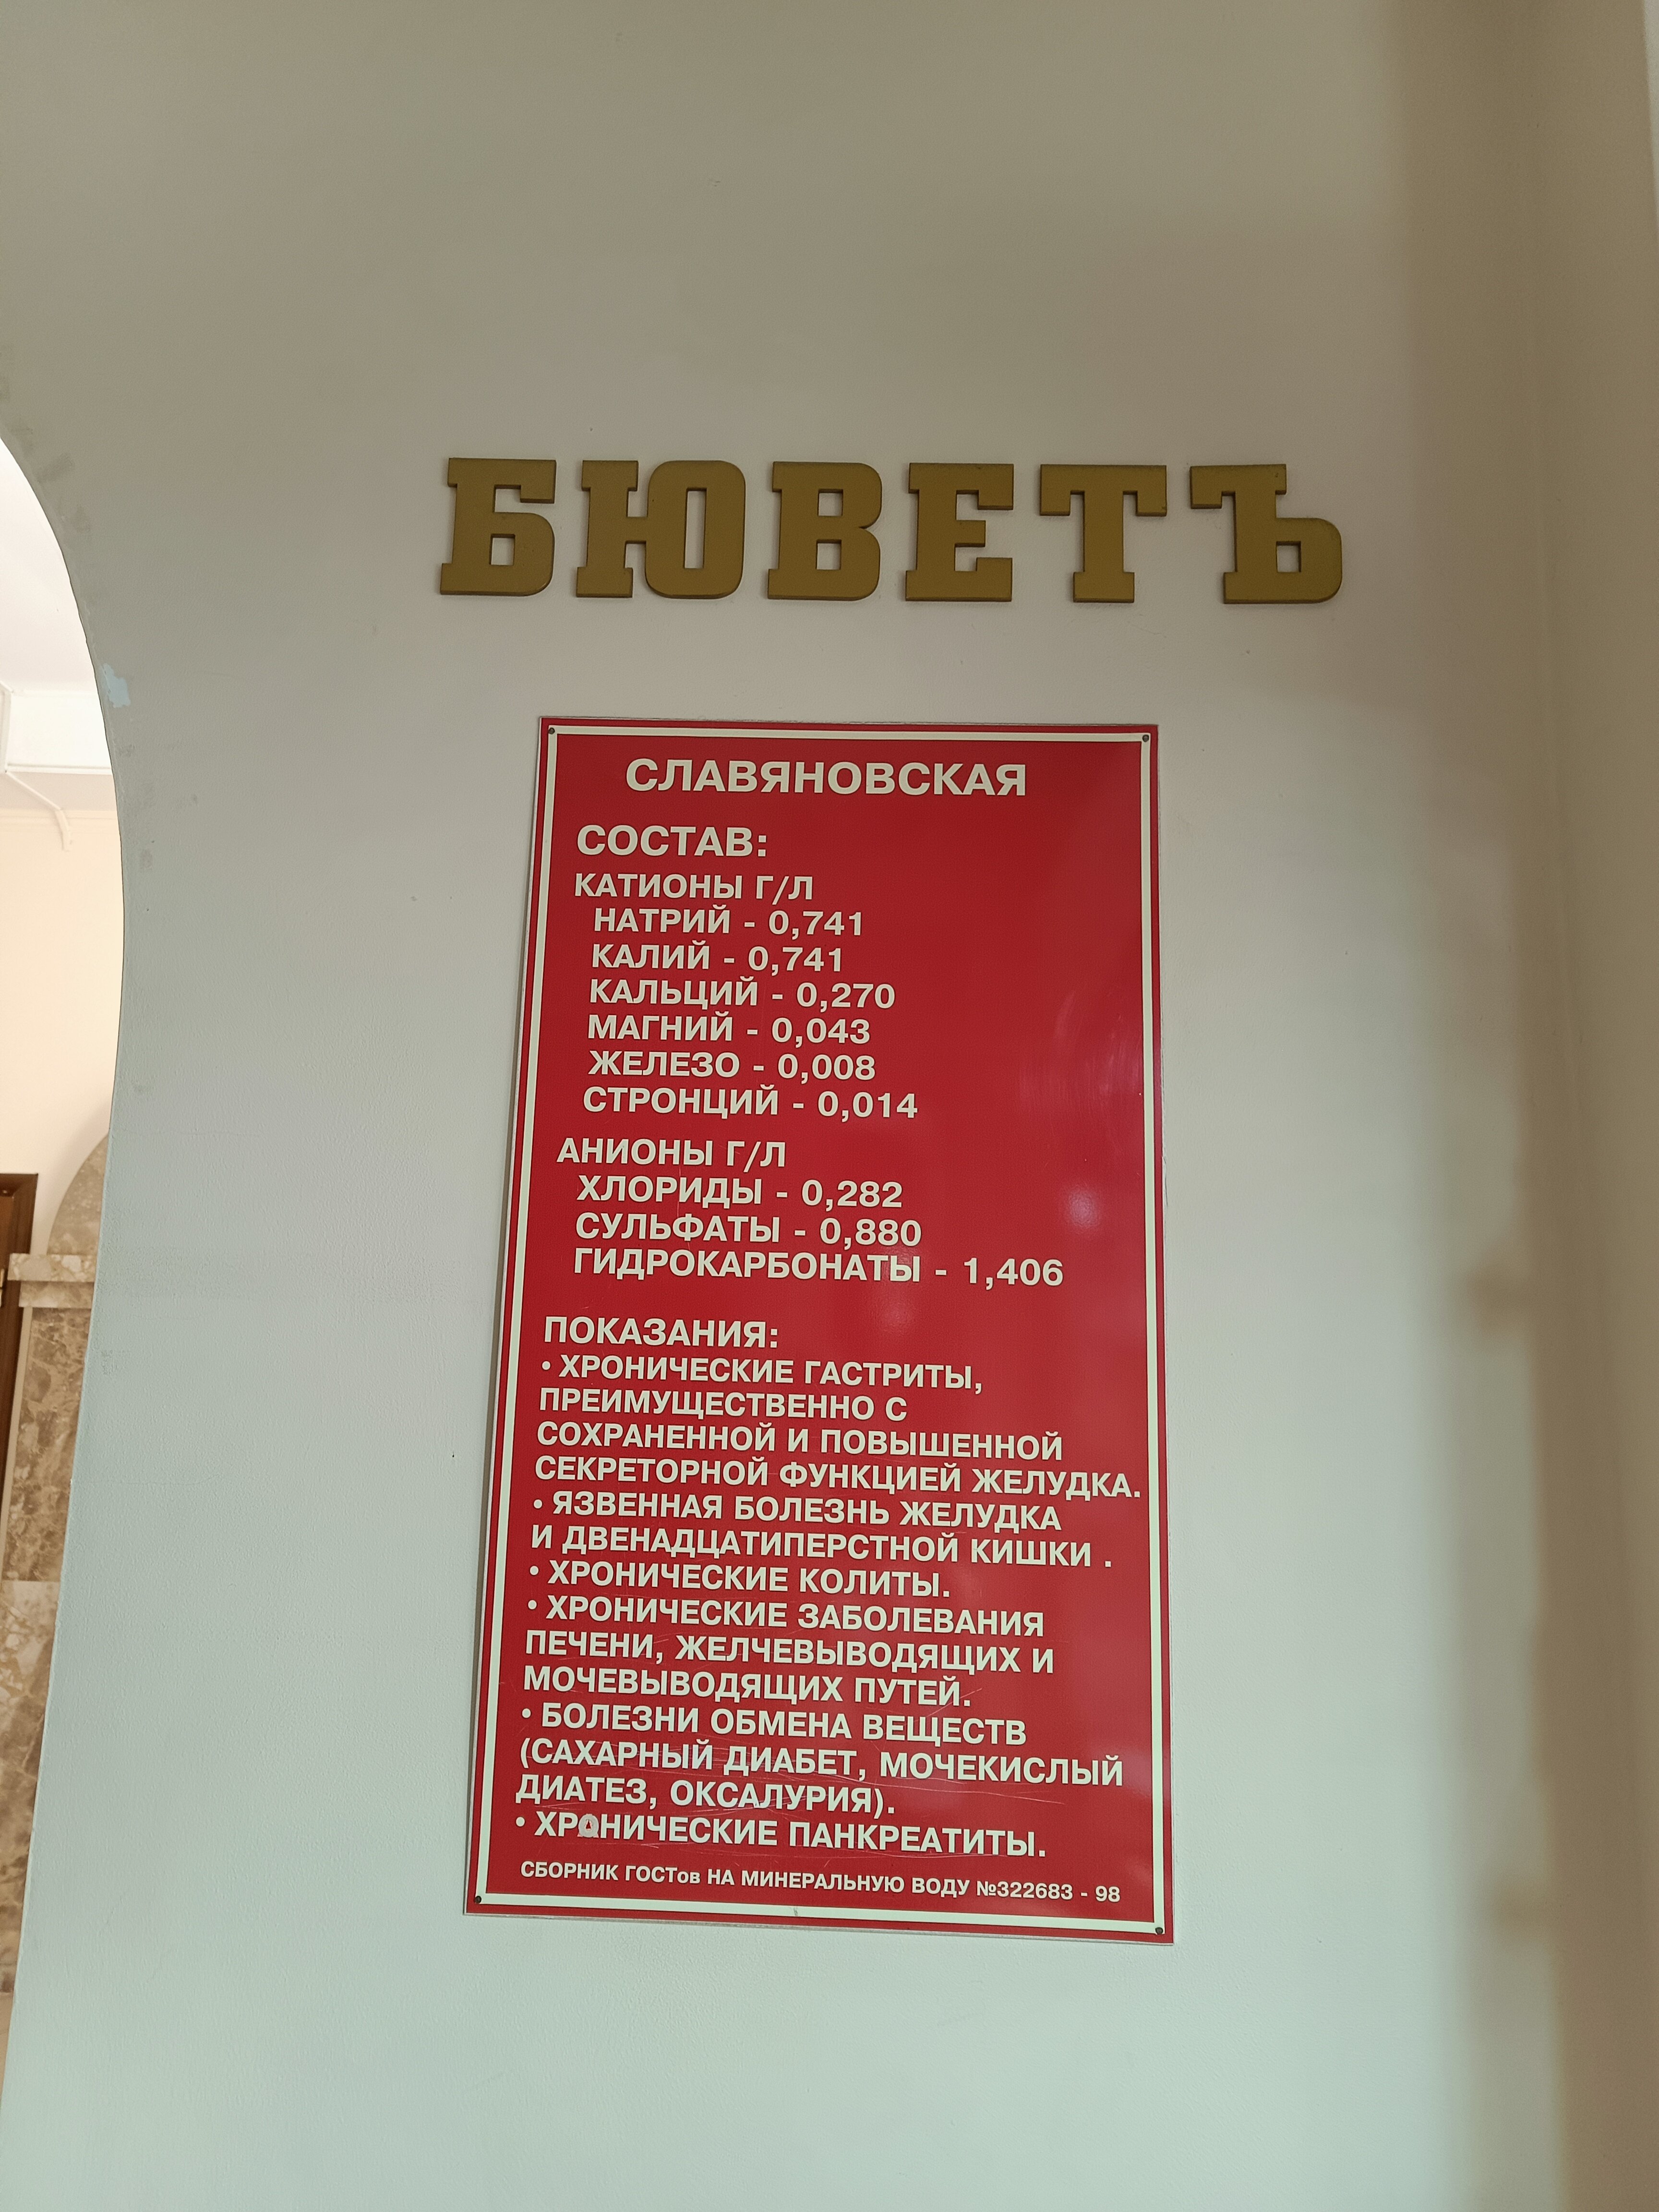 БЮВЕТЪ
СЛАВЯНОВСКАЯ
СОСТАВ:
КАТИОНЫ Г/Л
НАТРИЙ - 0,741
КАЛИЙ - 0,741
КАЛЬЦИЙ - 0,270
МАГНИЙ - 0,043
ЖЕЛЕЗО - 0,008
СТРОНЦИЙ - 0,014
АНИОНЫ Г/Л
ХЛОРИДЫ - 0,282
СУЛЬФАТЫ - 0,880
ГИДРОКАРБОНАТЫ - 1,406
ПОКАЗАНИЯ:
• ХРОНИЧЕСКИЕ ГАСТРИТЫ,
ПРЕИМУЩЕСТВЕННО С
СОХРАНЕННОЙ И ПОВЫШЕННОЙ
СЕКРЕТОРНОЙ ФУНКЦИЕЙ ЖЕЛУДКА.
• ЯЗВЕННАЯ БОЛЕЗНЬ ЖЕЛУДКА
И ДВЕНАДЦАТИПЕРСТНОЙ КИШКИ .
• ХРОНИЧЕСКИЕ КОЛИТЫ.
• ХРОНИЧЕСКИЕ ЗАБОЛЕВАНИЯ
ПЕЧЕНИ, ЖЕЛЧЕВЫВОДЯЩИХ И
МОЧЕВЫВОДЯЩИХ ПУТЕЙ.
• БОЛЕЗНИ ОБМЕНА ВЕЩЕСТВ
(САХАРНЫЙ ДИАБЕТ, МОЧЕКИСЛЫЙ
ДИАТЕЗ, ОКСАЛУРИЯ).
• ХРОНИЧЕСКИЕ ПАНКРЕАТИТЫ.
СБОРНИК ГОСТов НА МИНЕРАЛЬНУЮ ВОДУ №322683 - 98